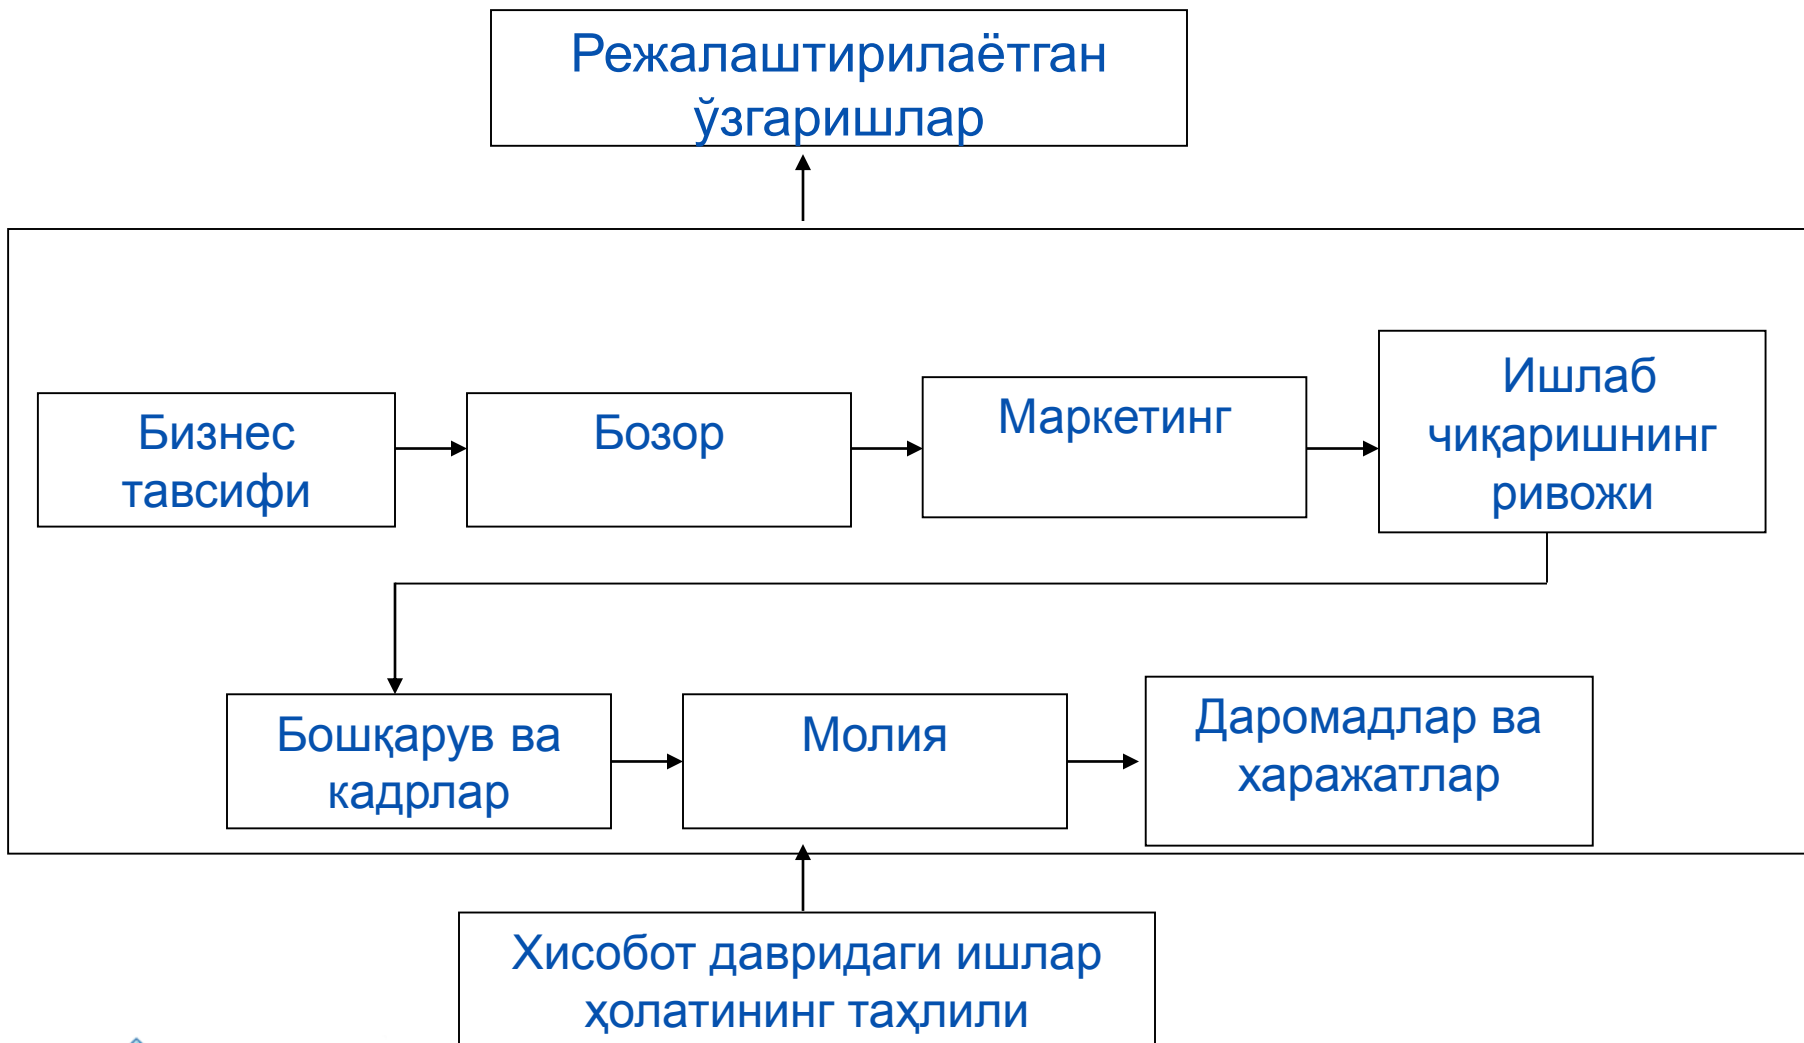 Режалаштирилаётган
ўзгаришлар
Бизнес
тавсифи
Бозор
Маркетинг
Ишлаб
чиқаришнинг
ривожи
Бошқарув ва
кадрлар
Молия
Даромадлар ва
харажатлар
Хисобот давридаги ишлар
ҳолатининг таҳлили